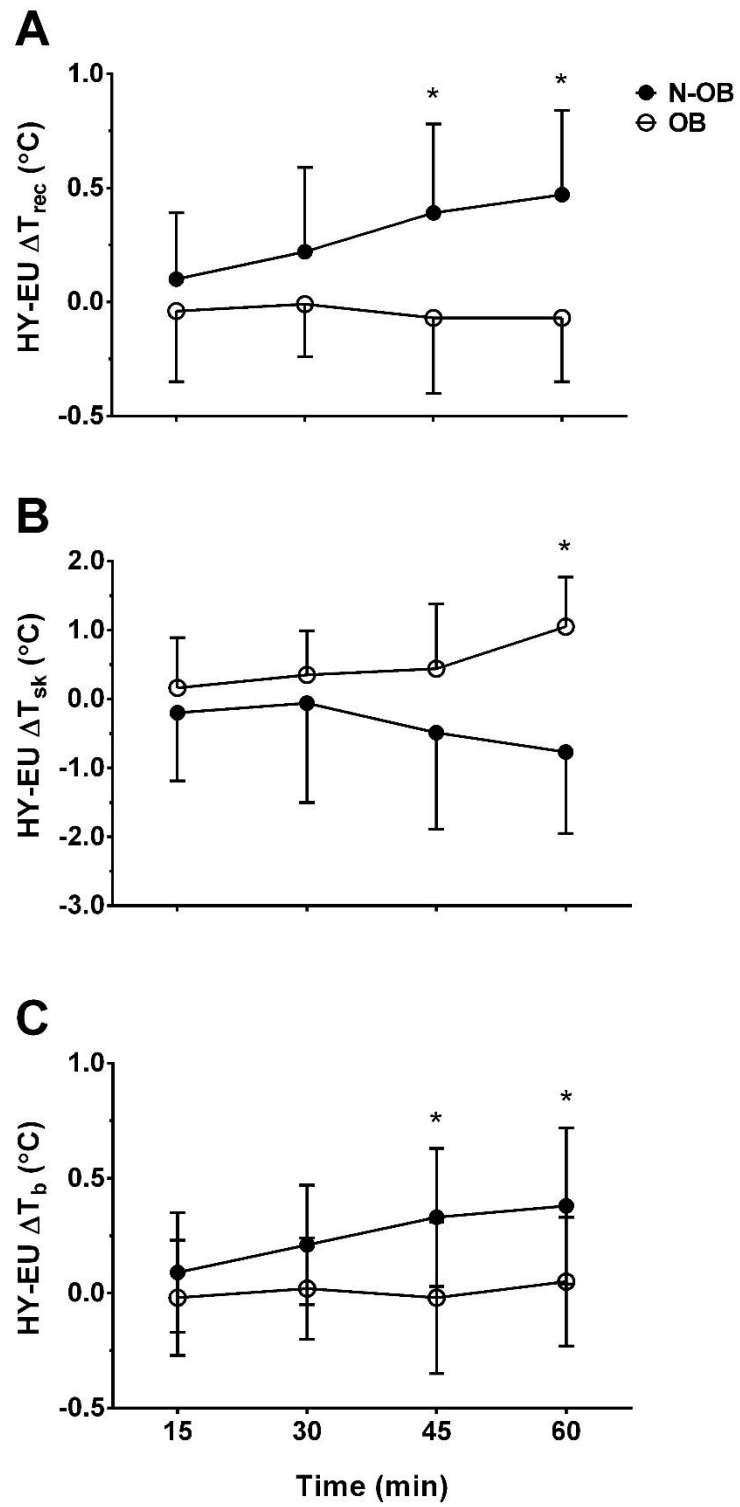 A
HY-EU ΔTrec (°C)
1.0
0.5
0.0
-0.5
*
*
N-OB
OB
B
HY-EU ΔTsk (°C)
2.0
1.0
0.0
-1.0
-2.0
-3.0
*
C
HY-EU ΔTb (°C)
1.0
0.5
0.0
-0.5
*
*
15 30 45 60
Time (min)